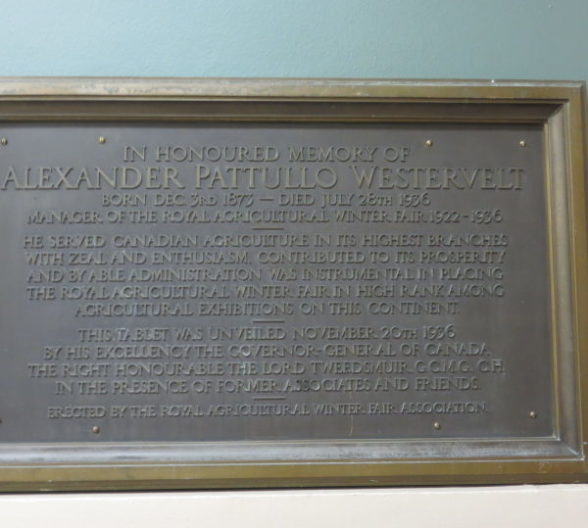 IN HONOURED MEMORY OF
ALEXANDER PATTULLO WESTERVELT
BORN DEC. 3RD 1873 — DIED JULY 28TH 1936
MANAGER OF THE ROYAL AGRICULTURAL WINTER FAIR 1922-1936
HE SERVED CANADIAN AGRICULTURE IN ITS HIGHEST BRANCHES
WITH ZEAL AND ENTHUSIASM, CONTRIBUTED TO ITS PROSPERITY
AND BY ABLE ADMINISTRATION WAS INSTRUMENTAL IN PLACING
THE ROYAL AGRICULTURAL WINTER FAIR IN HIGH RANK AMONG
AGRICULTURAL EXHIBITIONS ON THIS CONTINENT.
THIS TABLET WAS UNVEILED NOVEMBER 20TH 1936
BY HIS EXCELLENCY THE GOVERNOR-GENERAL OF CANADA
THE RIGHT HONOURABLE THE LORD TWEEDSMUIR, G.C.M.G., C.H.
IN THE PRESENCE OF FORMER ASSOCIATES AND FRIENDS.
ERECTED BY THE ROYAL AGRICULTURAL WINTER FAIR ASSOCIATION.